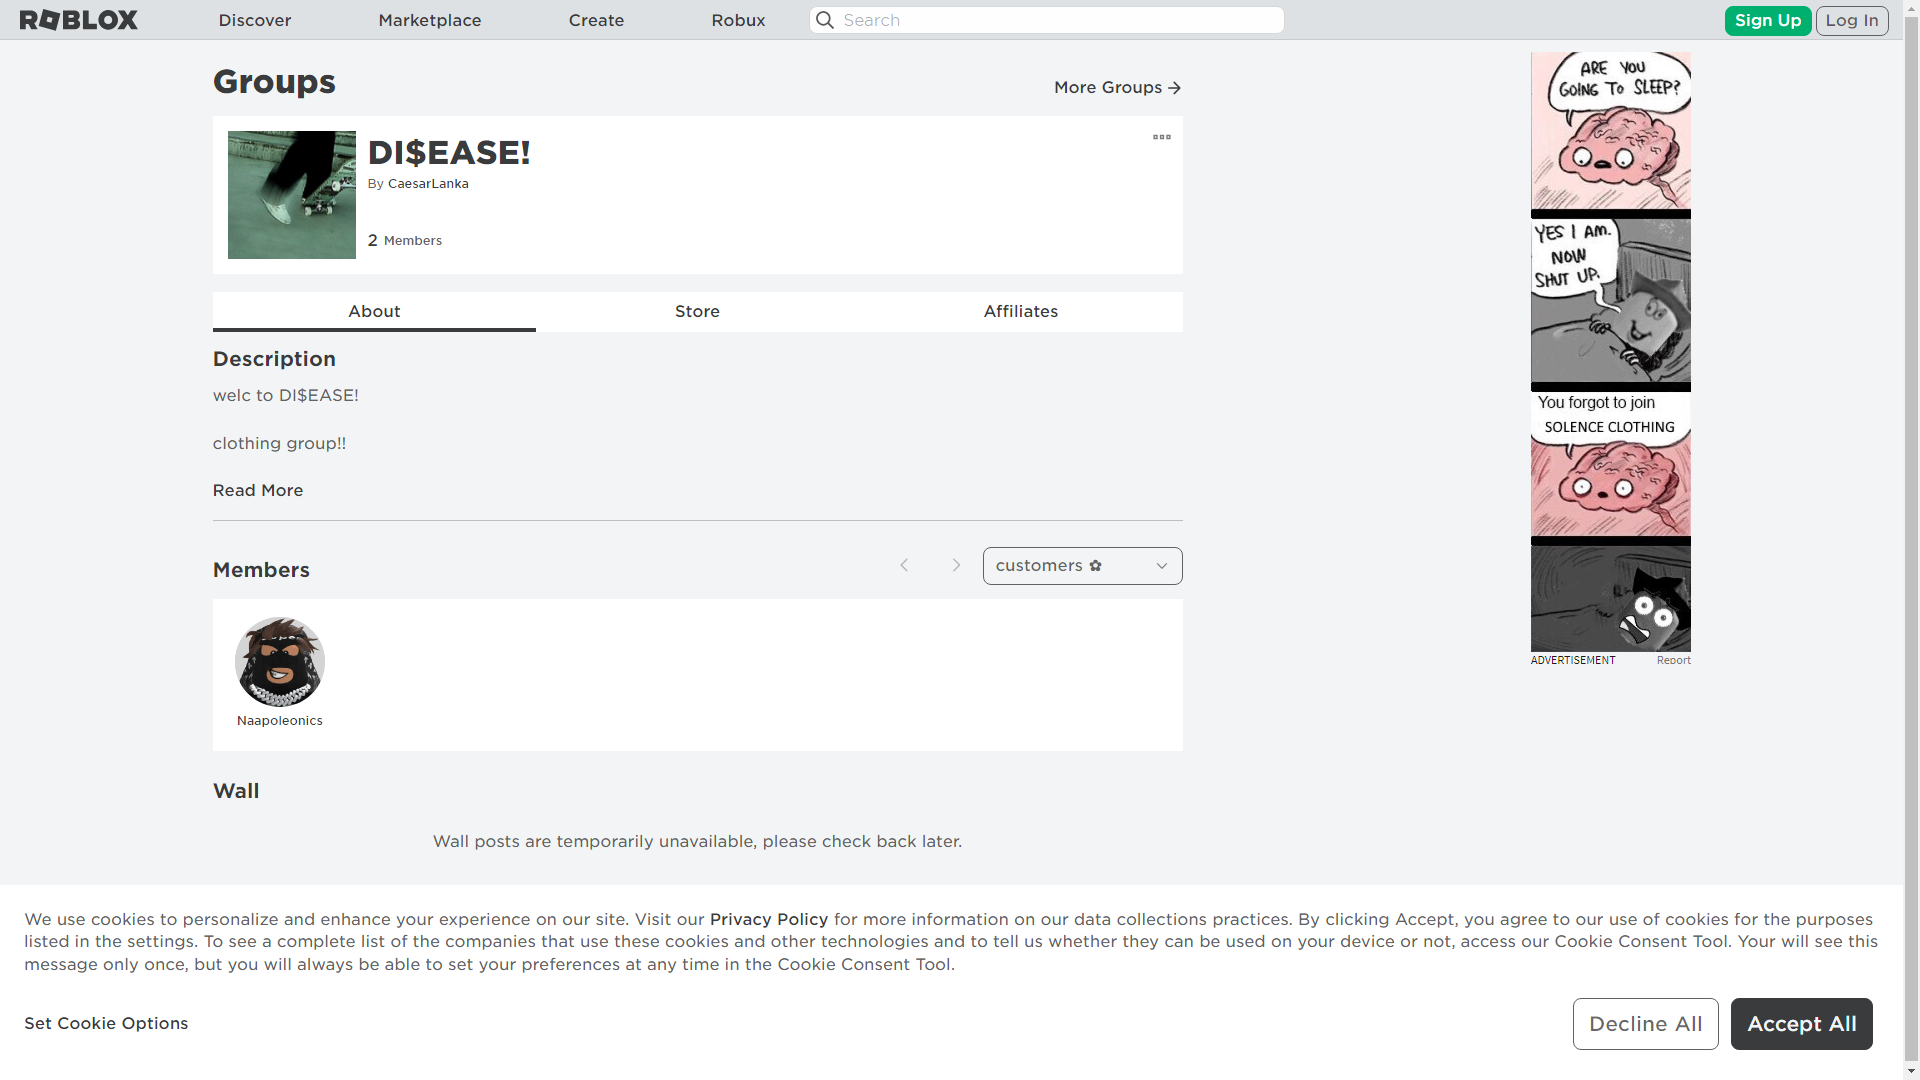 ROBLOX
Discover
Marketplace
Create
Robux
Search
Sign Up
Log In
Groups
More Groups
DI$EASE!
By CaesarLanka
2 Members
About
Store
Affiliates
Description
welc to DI$EASE!
clothing group!!
Read More
Members
customers ✿
Naapoleonics
Wall
Wall posts are temporarily unavailable, please check back later.
ARE YOU
GOING TO SLEEP?
YES I AM.
NOW
SHUT UP.
You forgot to join
SOLENCE CLOTHING
ADVERTISEMENT
Report
We use cookies to personalize and enhance your experience on our site. Visit our Privacy Policy for more information on our data collections practices. By clicking Accept, you agree to our use of cookies for the purposes
listed in the settings. To see a complete list of the companies that use these cookies and other technologies and to tell us whether they can be used on your device or not, access our Cookie Consent Tool. Your will see this
message only once, but you will always be able to set your preferences at any time in the Cookie Consent Tool.
Set Cookie Options
Decline All
Accept All